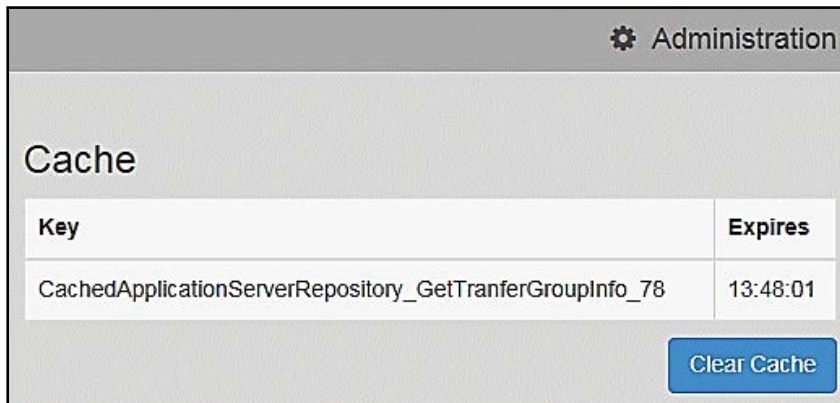 Administration
Cache
Key Expires
CachedApplicationServerRepository_GetTranferGroupInfo_78 13:48:01
Clear Cache